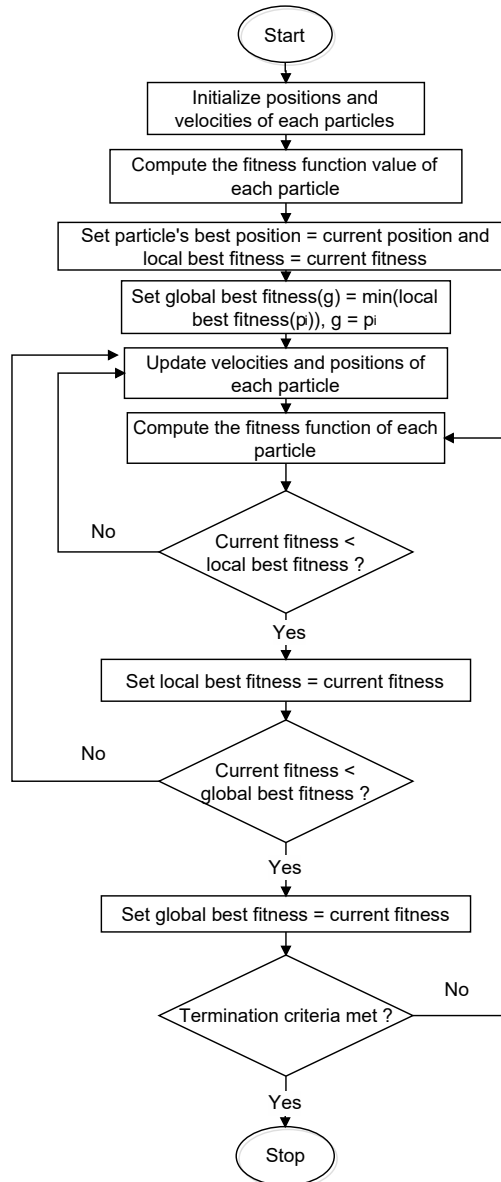 Start
Initialize positions and
velocities of each particles
Compute the fitness function value of
each particle
Set particle's best position = current position and
local best fitness = current fitness
Set global best fitness(g) = min(local
best fitness(pi)), g = pi
Update velocities and positions of
each particle
Compute the fitness function of each
particle
No
Current fitness <
local best fitness ?
Yes
Set local best fitness = current fitness
No
Current fitness <
global best fitness ?
Yes
Set global best fitness = current fitness
Termination criteria met ?
No
Yes
Stop